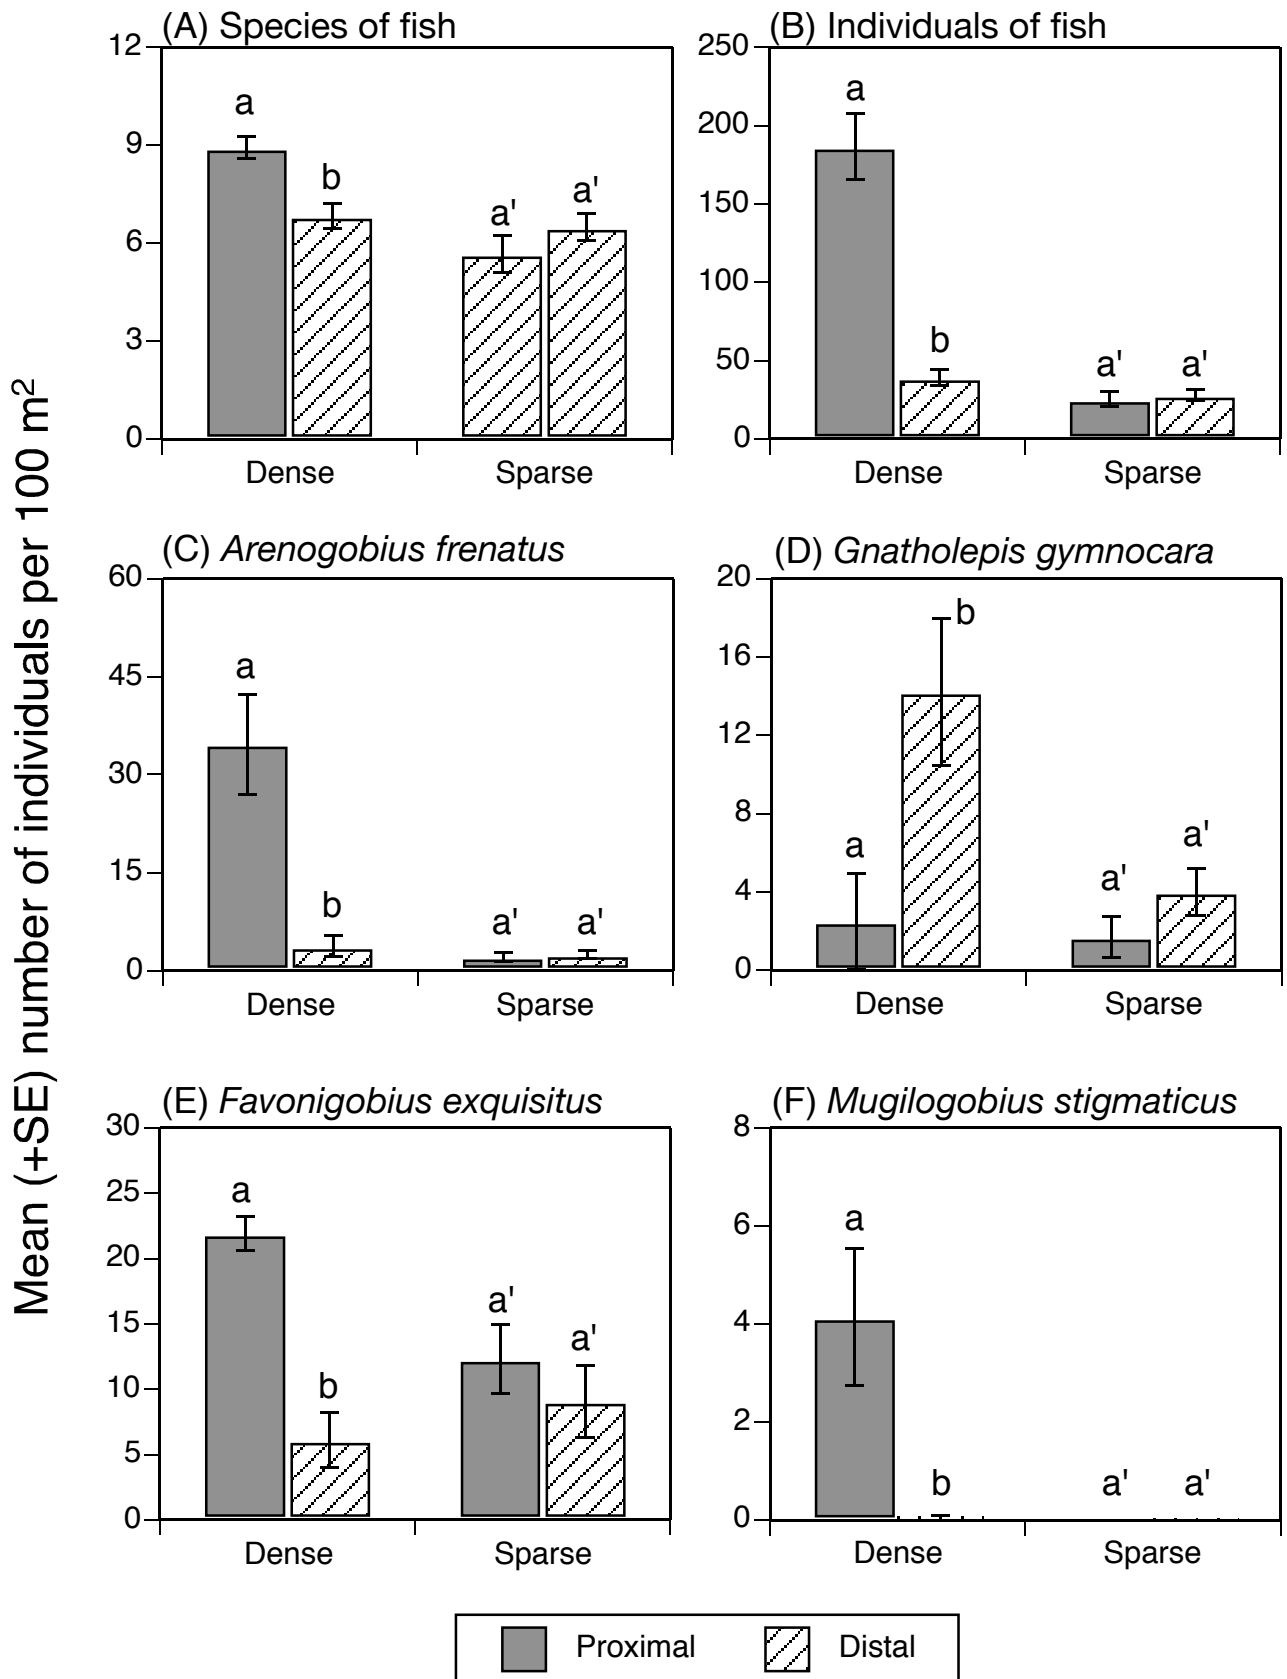 Mean (+SE) number of individuals per 100 m²
(A) Species of fish
12
9
6
3
0
a
b
a'
a'
Dense
Sparse
(B) Individuals of fish
250
200
150
100
50
0
a
b
a'
a'
Dense
Sparse
(C) Arenogobius frenatus
60
45
30
15
0
a
b
a'
a'
Dense
Sparse
(D) Gnatholepis gymnocara
20
16
12
8
4
0
a
b
a'
a'
Dense
Sparse
(E) Favonigobius exquisitus
30
25
20
15
10
5
0
a
b
a'
a'
Dense
Sparse
(F) Mugilogobius stigmaticus
8
6
4
2
0
a
b
a'
a'
Dense
Sparse
Proximal
Distal